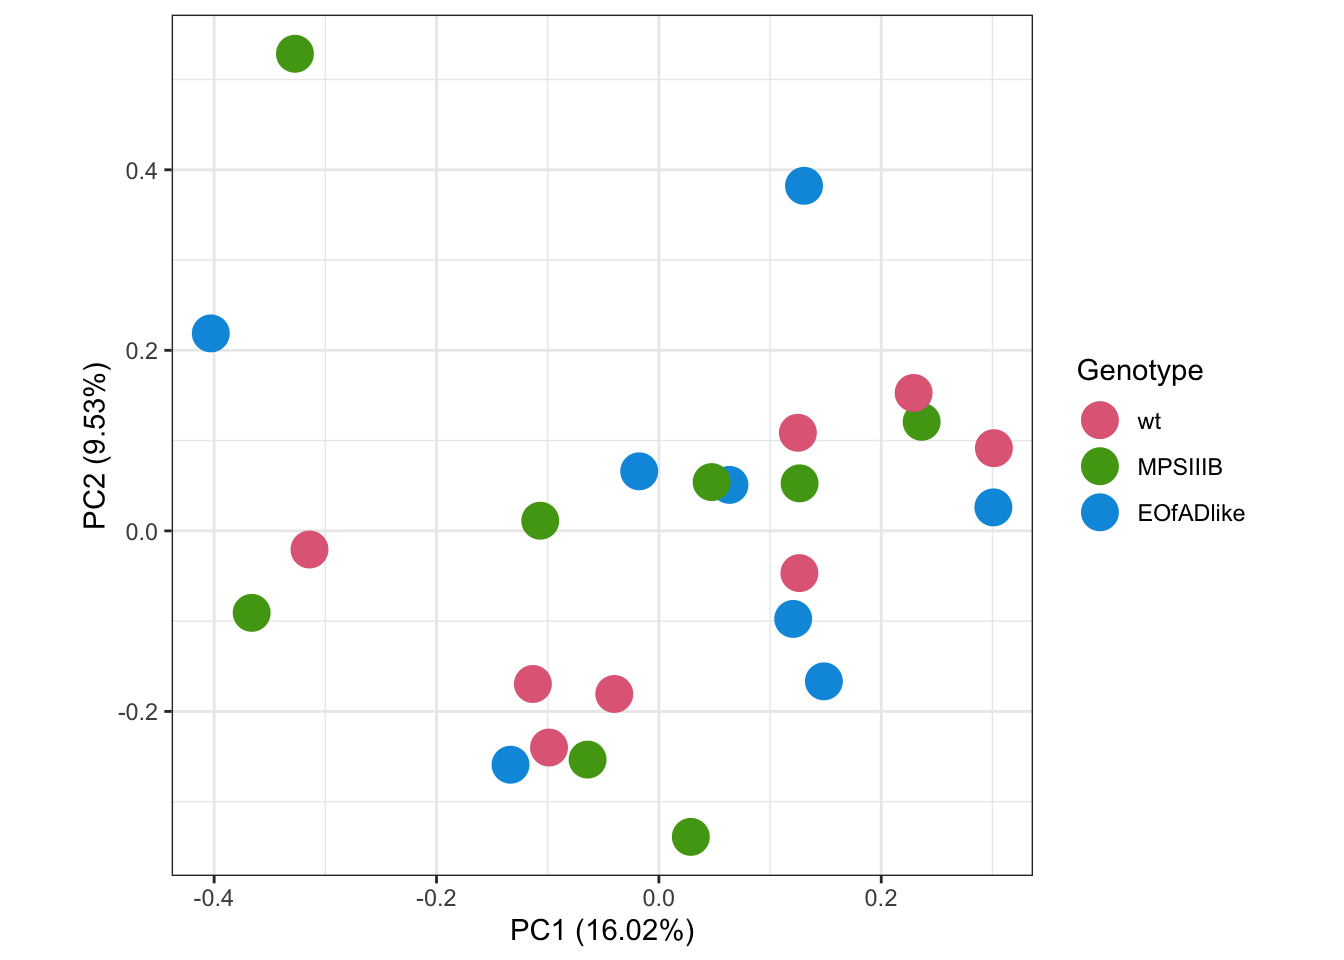 0.4
0.2
0.0
-0.2
PC2 (9.53%)
-0.4
-0.2
0.0
0.2
PC1 (16.02%)
Genotype
wt
MPSIIIB
EOfADlike